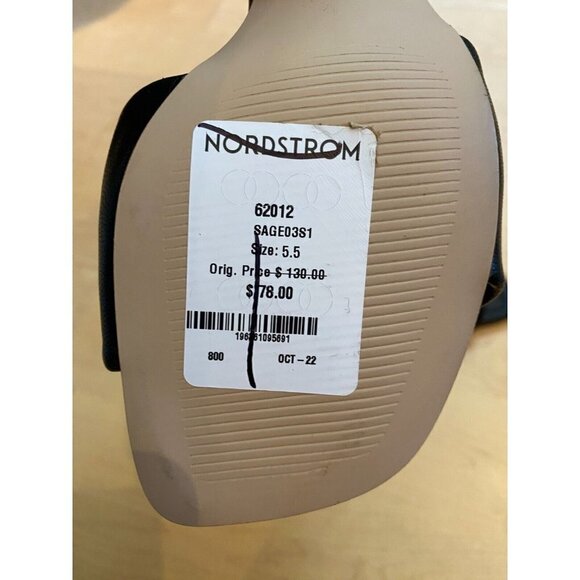 NORDSTROM
62012
SAGE03S1
Size: 5.5
Orig. Price $ 130.00
$78.00
800 OCT-22